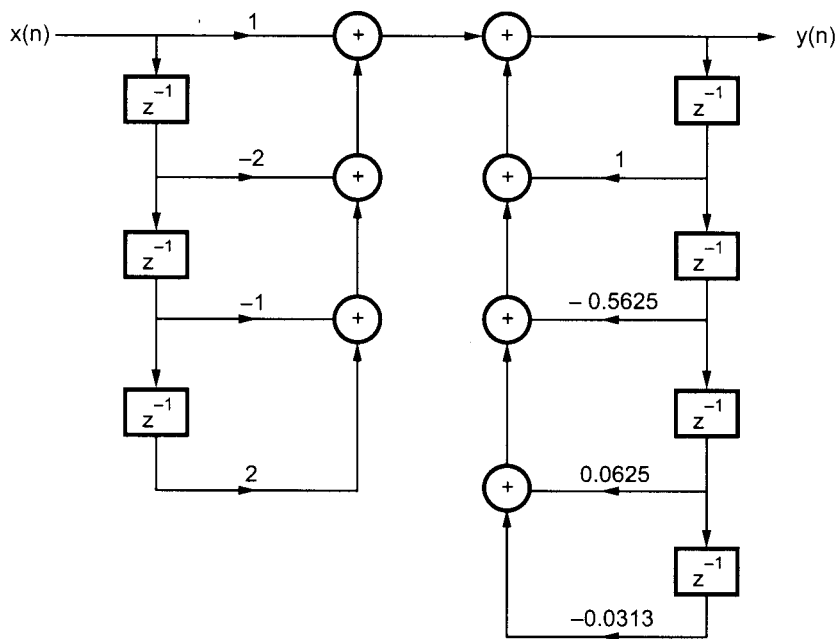 x(n) 1 + + y(n)
z⁻¹ z⁻¹
–2 + + 1
z⁻¹ z⁻¹
–1 + + – 0.5625
z⁻¹ z⁻¹
2 + 0.0625
z⁻¹
–0.0313